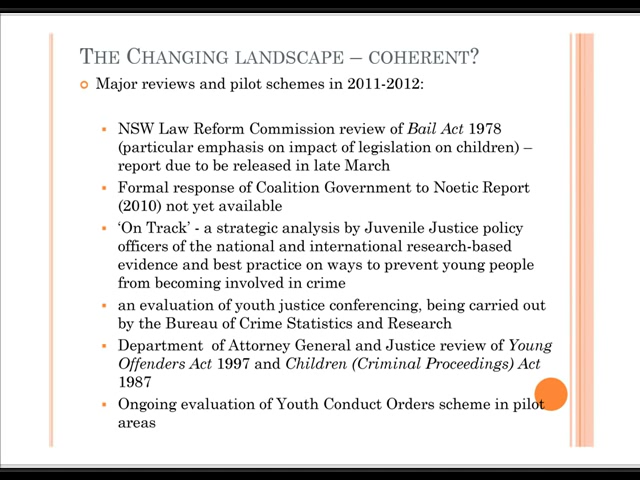 THE CHANGING LANDSCAPE – COHERENT?
Major reviews and pilot schemes in 2011-2012:
NSW Law Reform Commission review of Bail Act 1978
(particular emphasis on impact of legislation on children) –
report due to be released in late March
Formal response of Coalition Government to Noetic Report
(2010) not yet available
‘On Track’ - a strategic analysis by Juvenile Justice policy
officers of the national and international research-based
evidence and best practice on ways to prevent young people
from becoming involved in crime
an evaluation of youth justice conferencing, being carried out
by the Bureau of Crime Statistics and Research
Department of Attorney General and Justice review of Young
Offenders Act 1997 and Children (Criminal Proceedings) Act
1987
Ongoing evaluation of Youth Conduct Orders scheme in pilot
areas